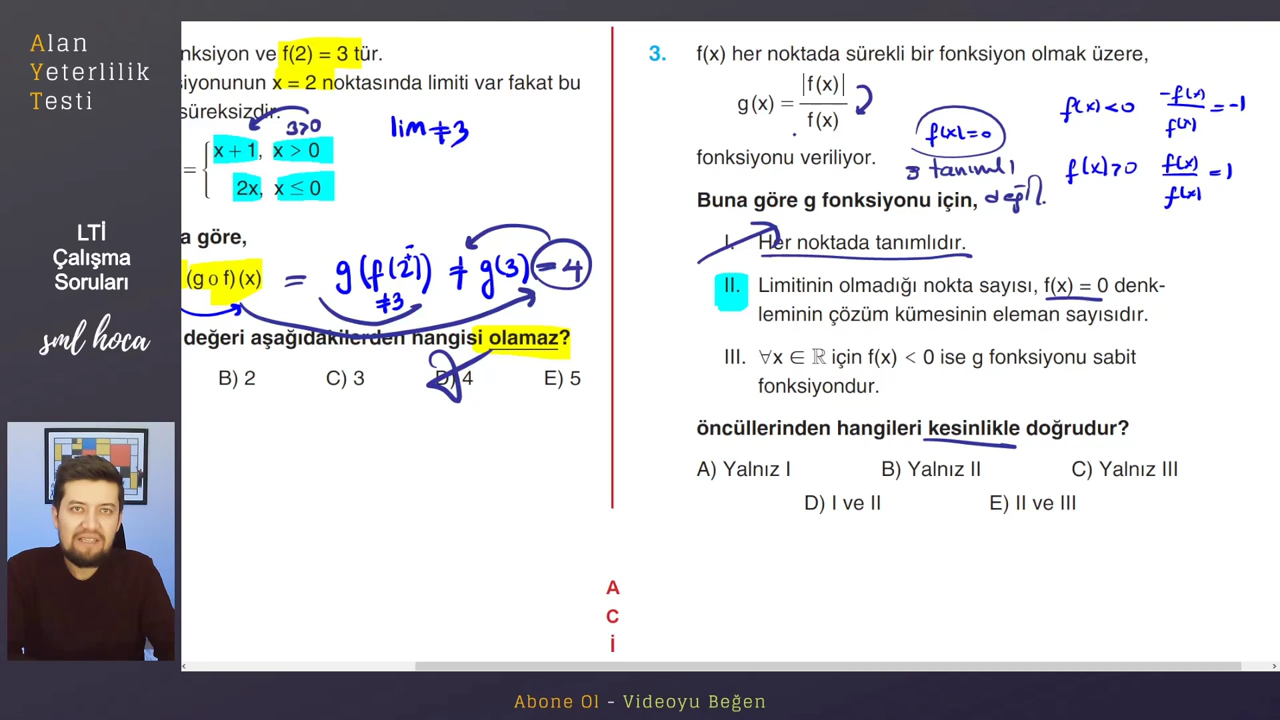 Alan
Yeterlilik
Testi
LTİ
Çalışma
Soruları
sml hoca
nksiyon ve f(2) = 3 tür.
siyonunun x = 2 noktasında limiti var fakat bu
süreksizdir.
3>0
lim ≠ 3
= { x + 1, x > 0
2x, x ≤ 0
a göre,
(g o f)(x) = g(f(2)) ≠ g(3) = 4
≠3
değeri aşağıdakilerden hangisi olamaz?
B) 2 C) 3 D) 4 E) 5
3. f(x) her noktada sürekli bir fonksiyon olmak üzere,
g(x) = |f(x)| / f(x)
fonksiyonu veriliyor.
f(x)=0
tanımlı
değil.
f(x)<0 -f(x)/f(x) = -1
f(x)>0 f(x)/f(x) = 1
Buna göre g fonksiyonu için,
I. Her noktada tanımlıdır.
II. Limitinin olmadığı nokta sayısı, f(x) = 0 denk-
leminin çözüm kümesinin eleman sayısıdır.
III. ∀x ∈ ℝ için f(x) < 0 ise g fonksiyonu sabit
fonksiyondur.
öncüllerinden hangileri kesinlikle doğrudur?
A) Yalnız I B) Yalnız II C) Yalnız III
D) I ve II E) II ve III
A
C
İ
Abone Ol - Videoyu Beğen